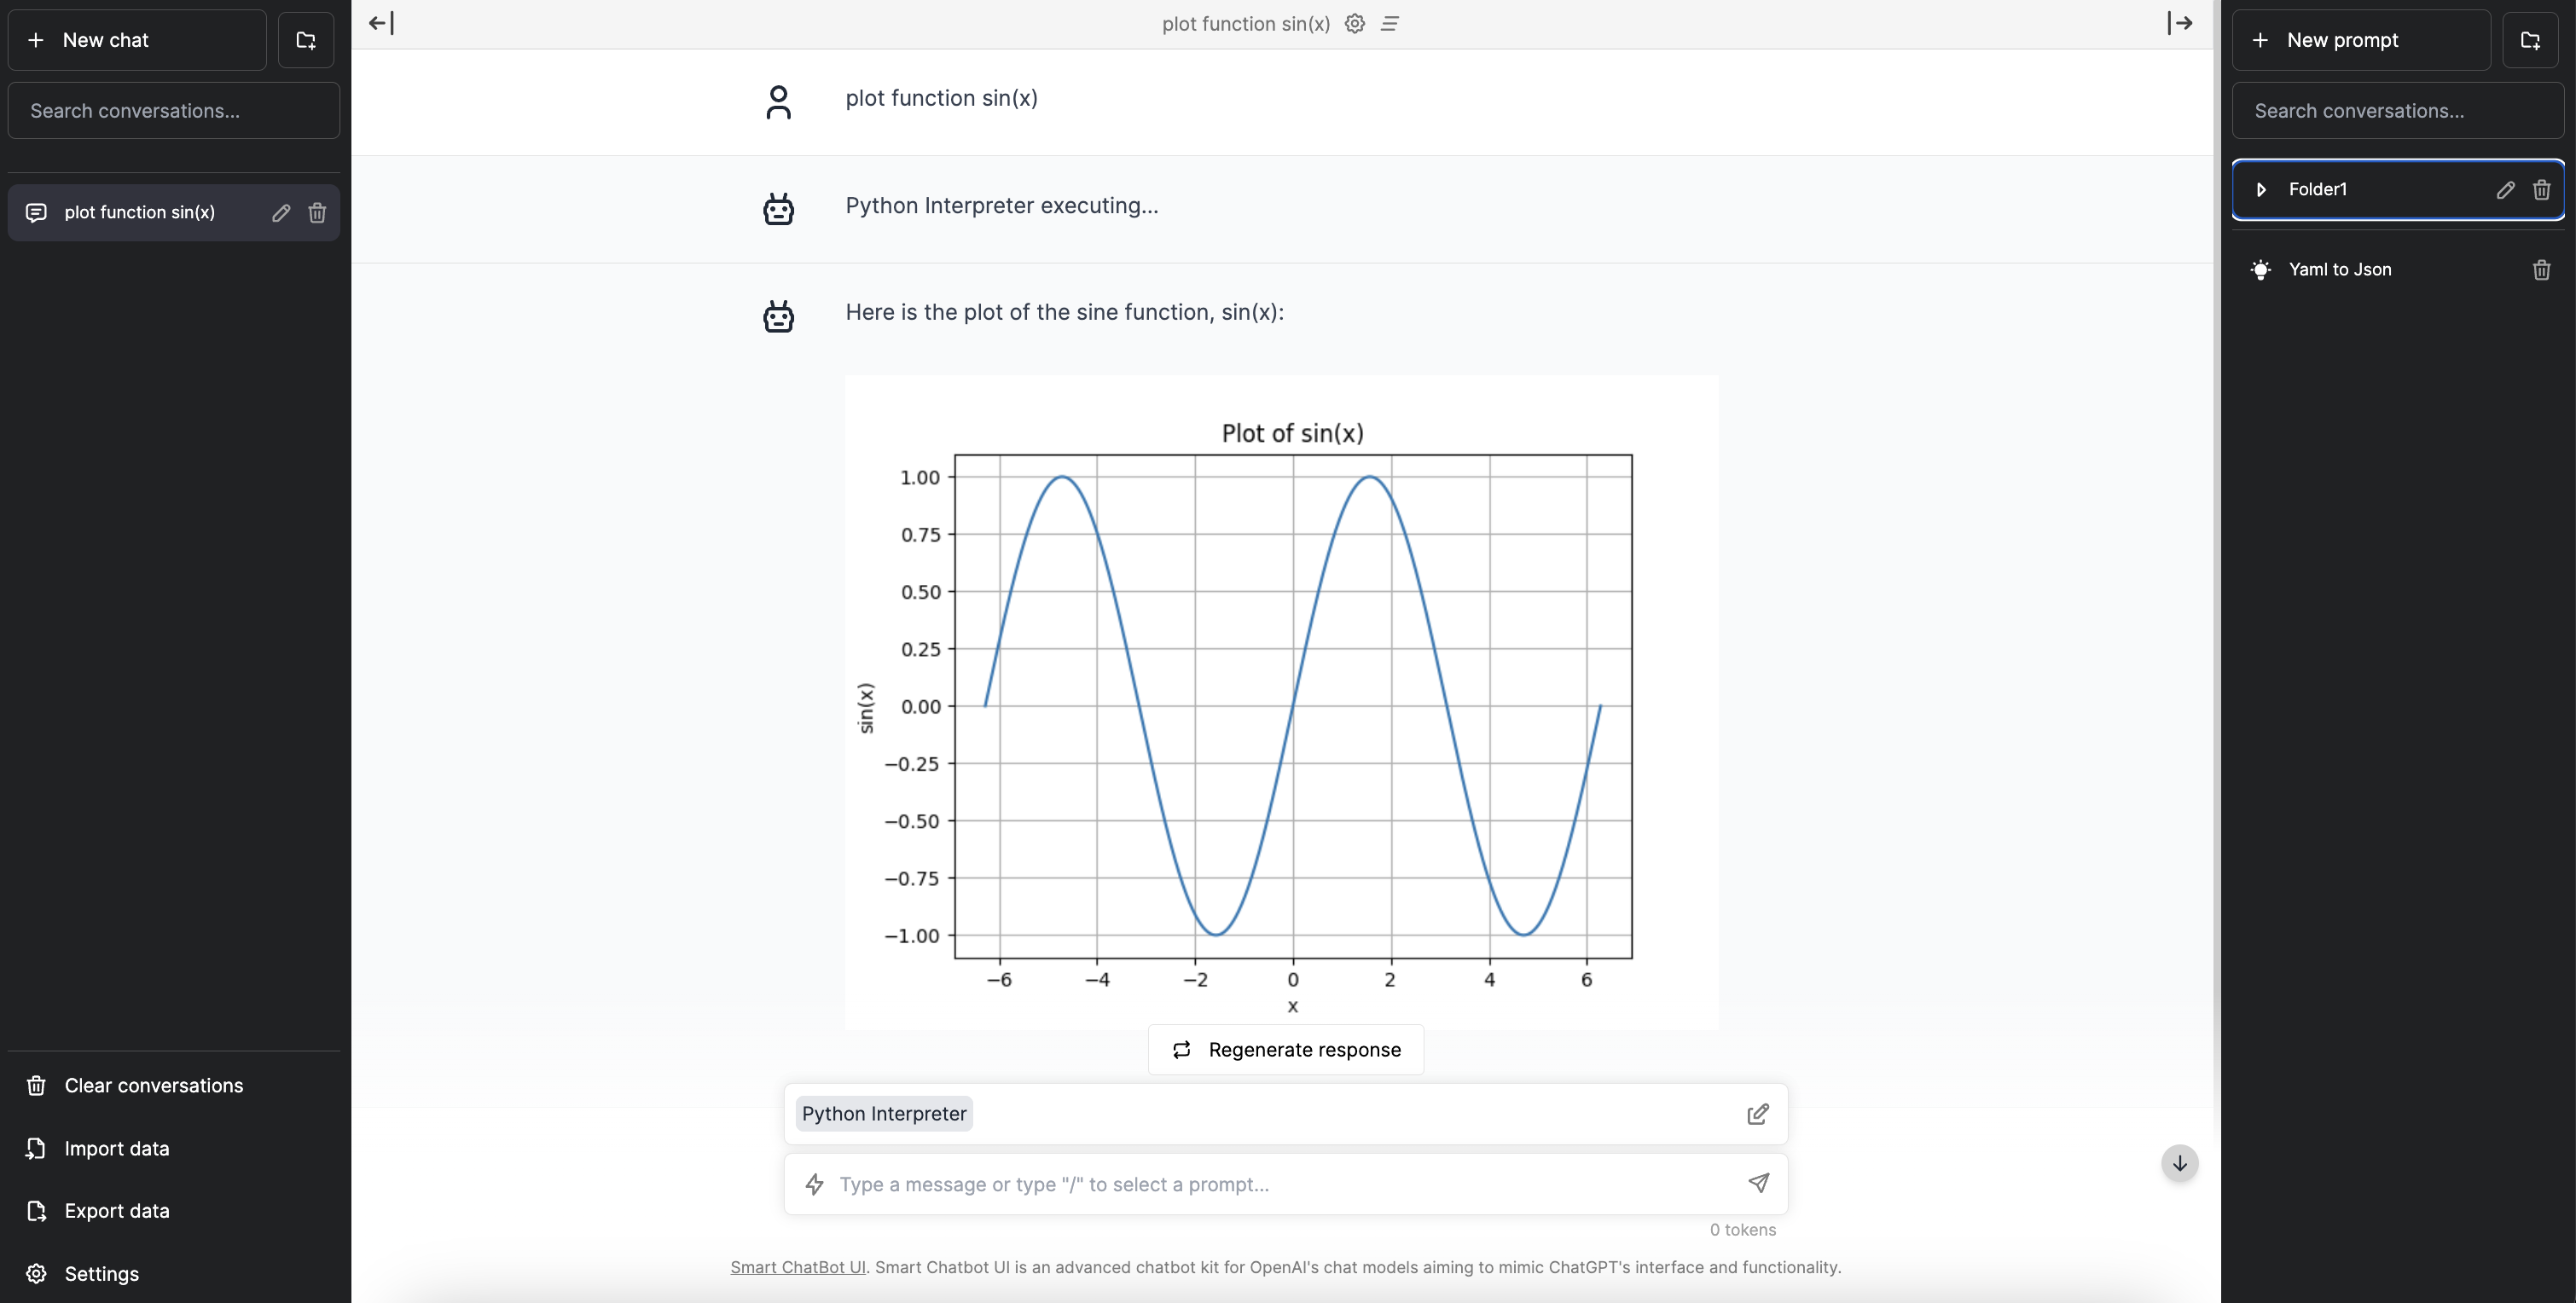 New chat
Search conversations...
plot function sin(x)
Clear conversations
Import data
Export data
Settings
plot function sin(x)
plot function sin(x)
Python Interpreter executing...
Here is the plot of the sine function, sin(x):
Plot of sin(x)
1.00
0.75
0.50
0.25
0.00
−0.25
−0.50
−0.75
−1.00
sin(x)
−6 −4 −2 0 2 4 6
x
Regenerate response
Python Interpreter
Type a message or type "/" to select a prompt...
0 tokens
Smart ChatBot UI. Smart Chatbot UI is an advanced chatbot kit for OpenAI's chat models aiming to mimic ChatGPT's interface and functionality.
New prompt
Search conversations...
Folder1
Yaml to Json